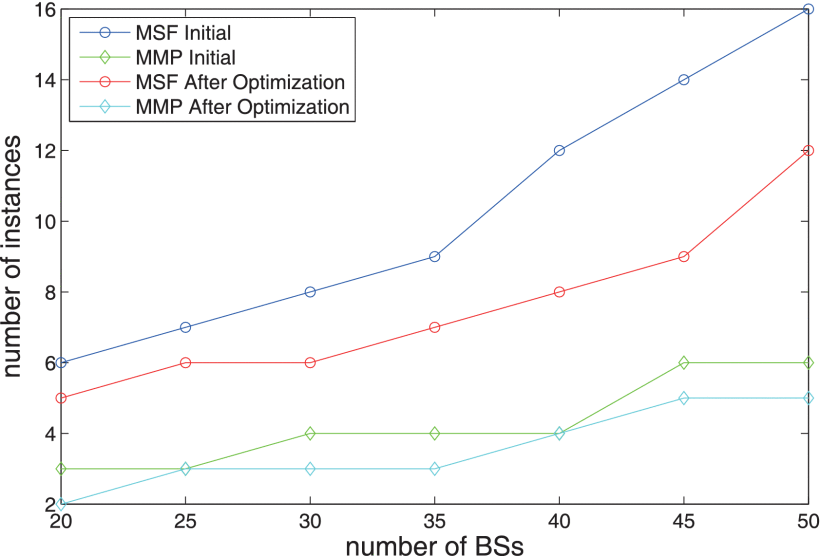 16
14
12
10
8
6
4
2
number of instances
MSF Initial
MMP Initial
MSF After Optimization
MMP After Optimization
20 25 30 35 40 45 50
number of BSs